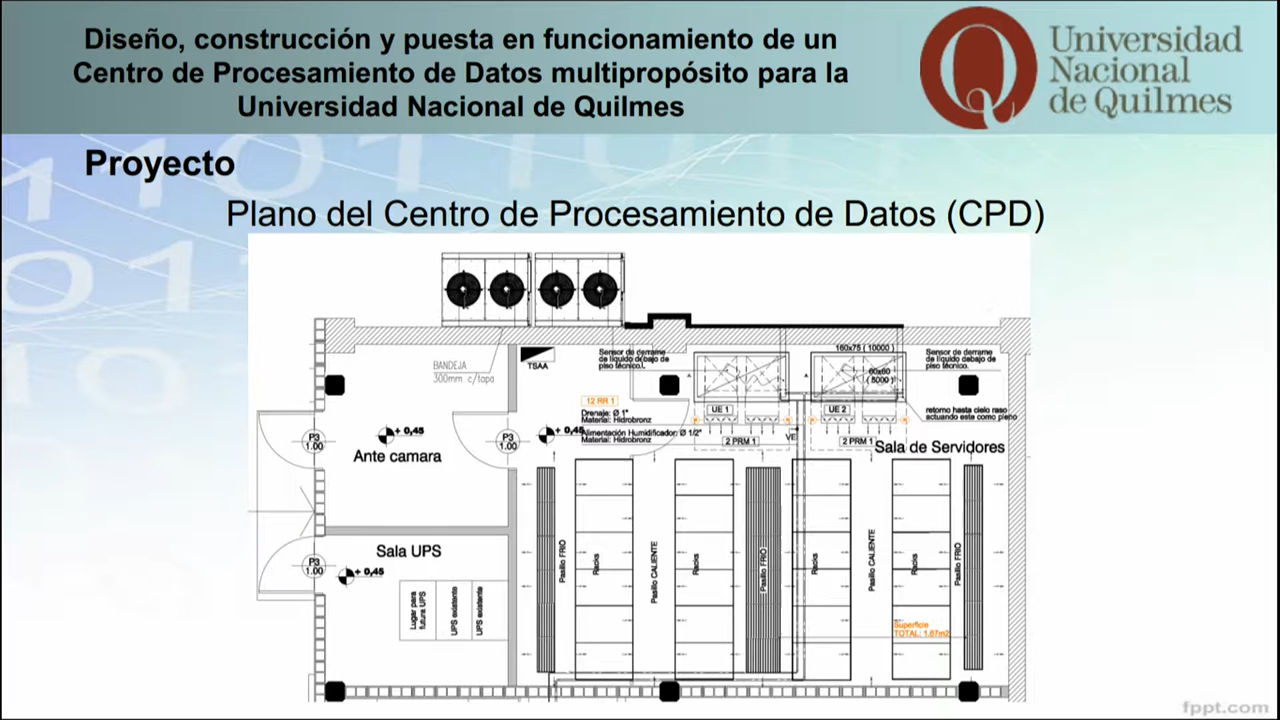 Diseño, construcción y puesta en funcionamiento de un
Centro de Procesamiento de Datos multipropósito para la
Universidad Nacional de Quilmes
Universidad
Nacional
de Quilmes
Proyecto
Plano del Centro de Procesamiento de Datos (CPD)
BANDEJA
300mm c/tapa
TSAA
Sensor de derrame
de líquido debajo de
piso técnico.
160x75 ( 10000 )
60x60
( 5000 )
Sensor de derrame
de líquido debajo de
piso técnico.
12 RR 1
Drenaje: Ø 1"
Material: Hidrobronz
Alimentación Humidificador: Ø 1/2"
Material: Hidrobronz
UE 1
UE 2
retorno hasta cielo raso
actuando este como pleno
P3
1.00
+ 0,45
P3
1.00
+ 0,45
2 PRM 1
VE
2 PRM 1
Ante camara
Sala de Servidores
Sala UPS
P3
1.00
+ 0,45
Lugar para
futura UPS
UPS existente
UPS existente
Pasillo FRIO
Racks
Pasillo CALIENTE
Racks
Pasillo FRIO
Racks
Pasillo CALIENTE
Racks
Pasillo FRIO
Superficie
TOTAL: 1.67m2
fppt.com